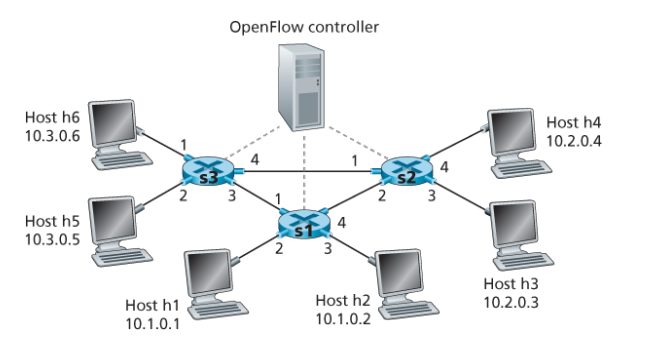 OpenFlow controller
Host h6
10.3.0.6
Host h4
10.2.0.4
1
4
1
s3
s2
4
2
3
1
2
3
s1
4
Host h5
10.3.0.5
2
3
Host h1
10.1.0.1
Host h2
10.1.0.2
Host h3
10.2.0.3